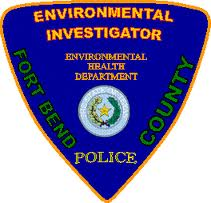 ENVIRONMENTAL
INVESTIGATOR
ENVIRONMENTAL
HEALTH
DEPARTMENT
FORT BEND
COUNTY
POLICE